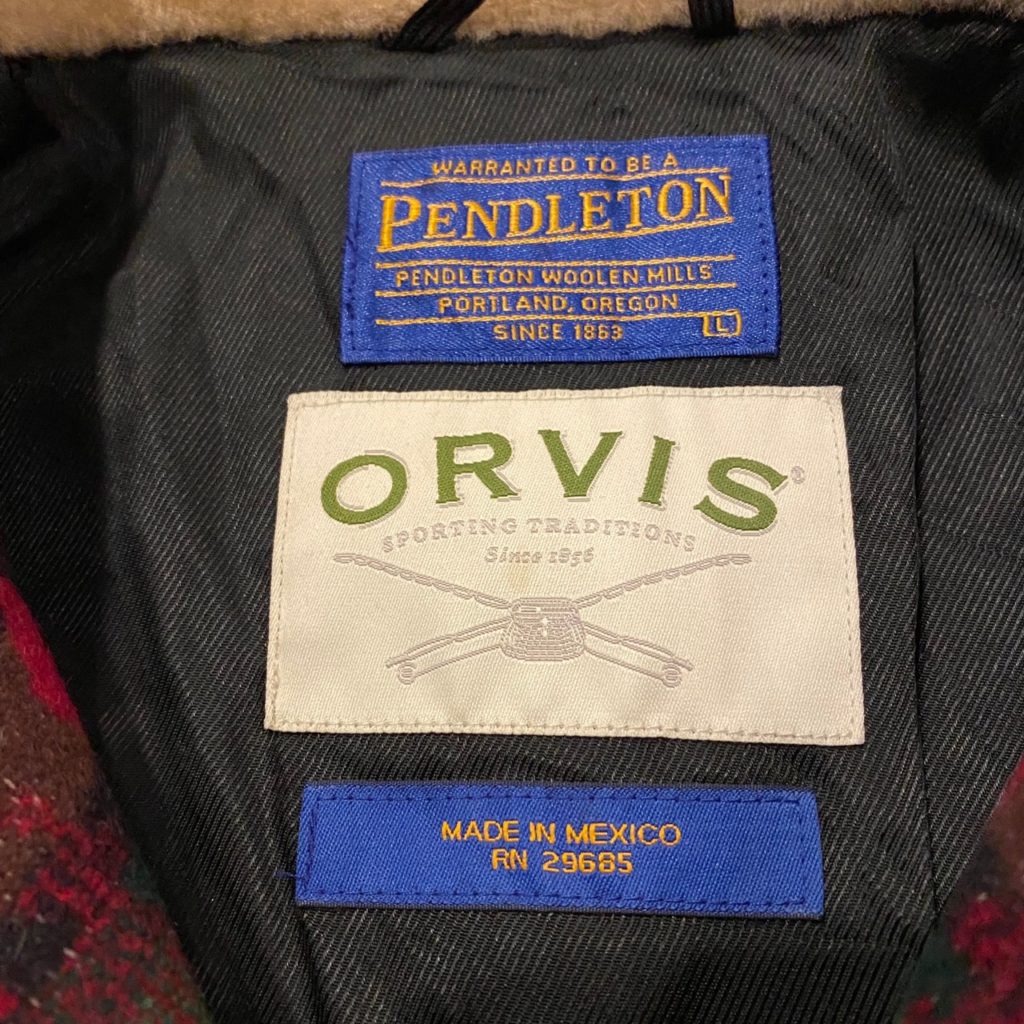 WARRANTED TO BE A
PENDLETON
PENDLETON WOOLEN MILLS
PORTLAND, OREGON
SINCE 1863
L
ORVIS®
SPORTING TRADITIONS
Since 1856
MADE IN MEXICO
RN 29685